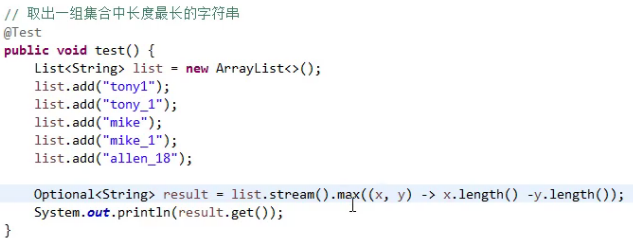 // 取出一组集合中长度最长的字符串
@Test
public void test() {
    List<String> list = new ArrayList<>();
    list.add("tony1");
    list.add("tony_1");
    list.add("mike");
    list.add("mike_1");
    list.add("allen_18");
    Optional<String> result = list.stream().max((x, y) -> x.length() -y.length());
    System.out.println(result.get());
}